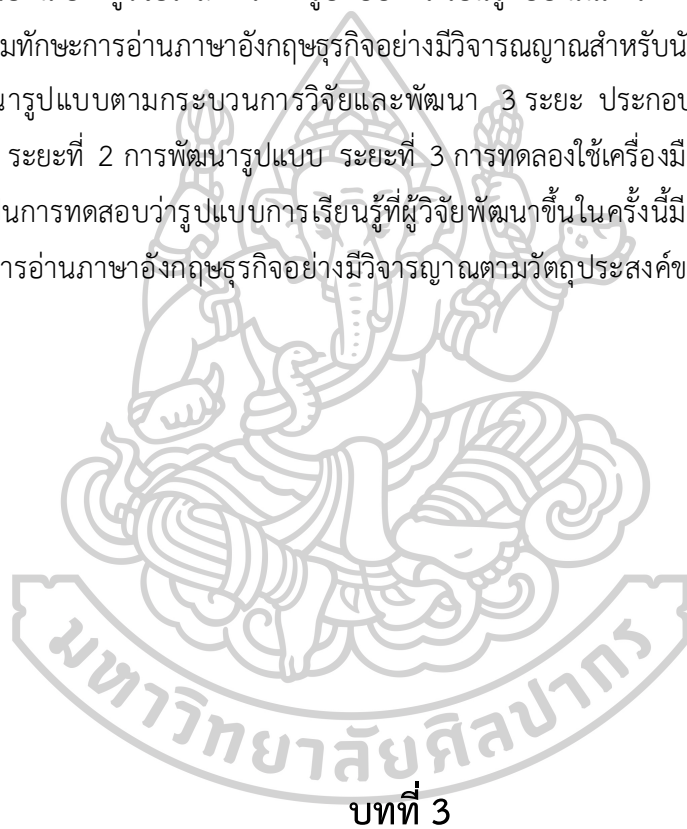 มทักษะการอ่านภาษาอังกฤษธุรกิจอย่างมีวิจารณญาณสำหรับนั
นารูปแบบตามกระบวนการวิจัยและพัฒนา 3 ระยะ ประกอบ
ระยะที่ 2 การพัฒนารูปแบบ ระยะที่ 3 การทดลองใช้เครื่องมื
นการทดสอบว่ารูปแบบการเรียนรู้ที่ผู้วิจัยพัฒนาขึ้นในครั้งนี้มี
การอ่านภาษาอังกฤษธุรกิจอย่างมีวิจารญาณตามวัตถุประสงค์ข
มหาวิทยาลัยศิลปากร
บทที่ 3